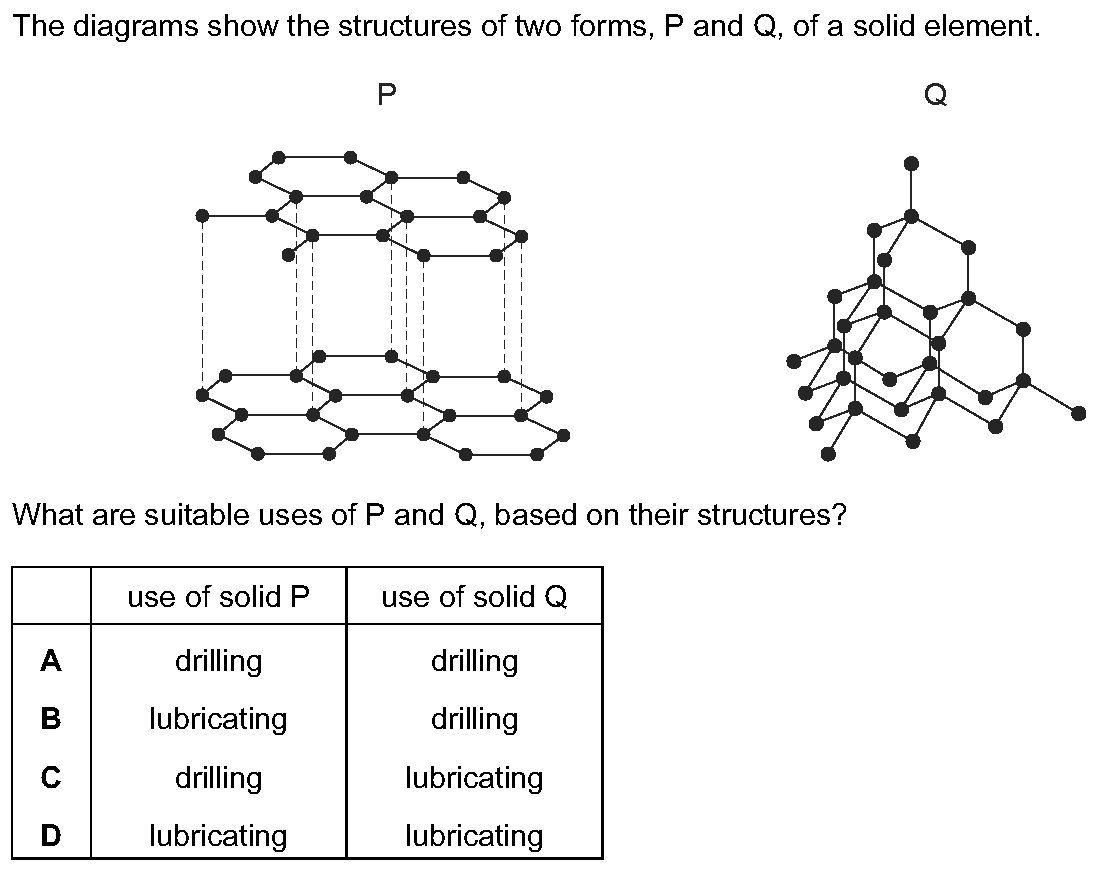 The diagrams show the structures of two forms, P and Q, of a solid element.
P Q
What are suitable uses of P and Q, based on their structures?
use of solid P use of solid Q
A drilling drilling
B lubricating drilling
C drilling lubricating
D lubricating lubricating